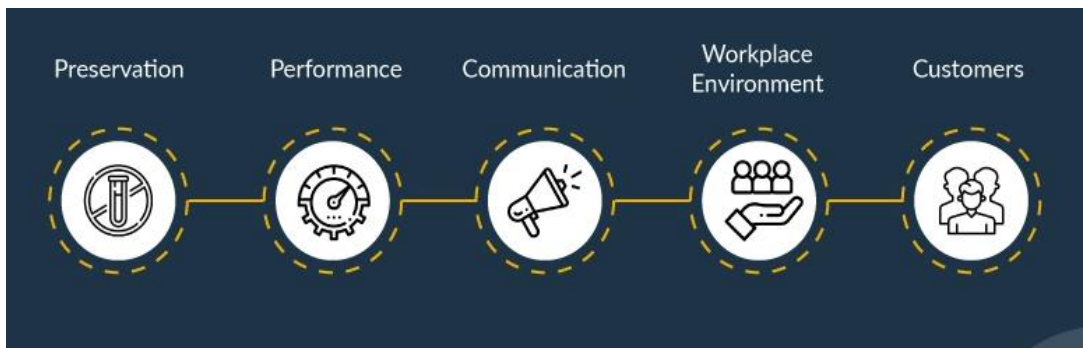 Preservation
Performance
Communication
Workplace
Environment
Customers